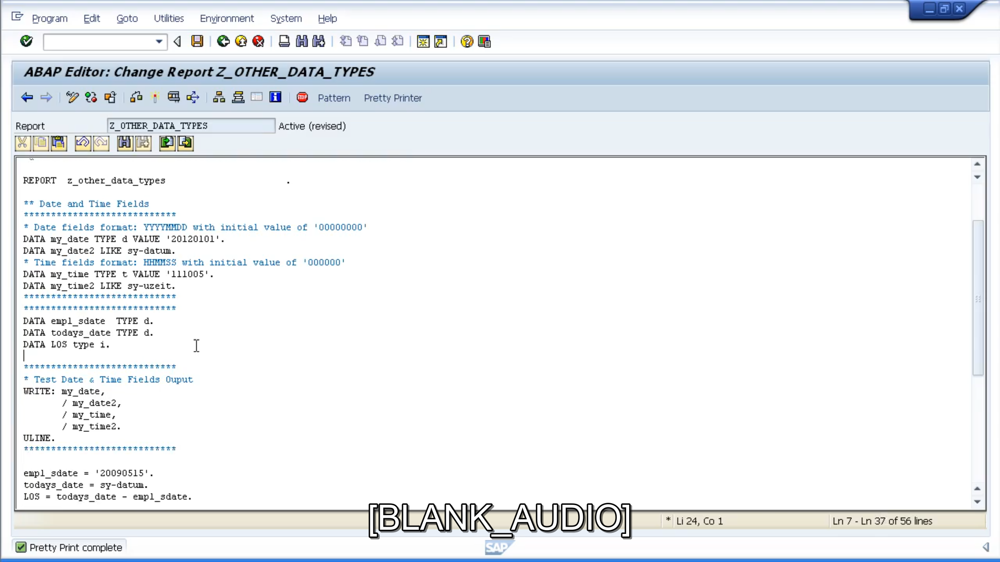 Program Edit Goto Utilities Environment System Help
ABAP Editor: Change Report Z_OTHER_DATA_TYPES
STOP Pattern Pretty Printer
Report Z_OTHER_DATA_TYPES Active (revised)
REPORT  z_other_data_types                      .
** Date and Time Fields
****************************
* Date fields format: YYYYMMDD with initial value of '00000000'
DATA my_date TYPE d VALUE '20120101'.
DATA my_date2 LIKE sy-datum.
* Time fields format: HHMMSS with initial value of '000000'
DATA my_time TYPE t VALUE '111005'.
DATA my_time2 LIKE sy-uzeit.
****************************
****************************
DATA empl_sdate  TYPE d.
DATA todays_date TYPE d.
DATA LOS type i.
****************************
* Test Date & Time Fields Ouput
WRITE: my_date,
/ my_date2,
/ my_time,
/ my_time2.
ULINE.
****************************
empl_sdate = '20090515'.
todays_date = sy-datum.
LOS = todays_date - empl_sdate.
[BLANK_AUDIO]
* Li 24, Co 1 Ln 7 - Ln 37 of 56 lines
Pretty Print complete
SAP